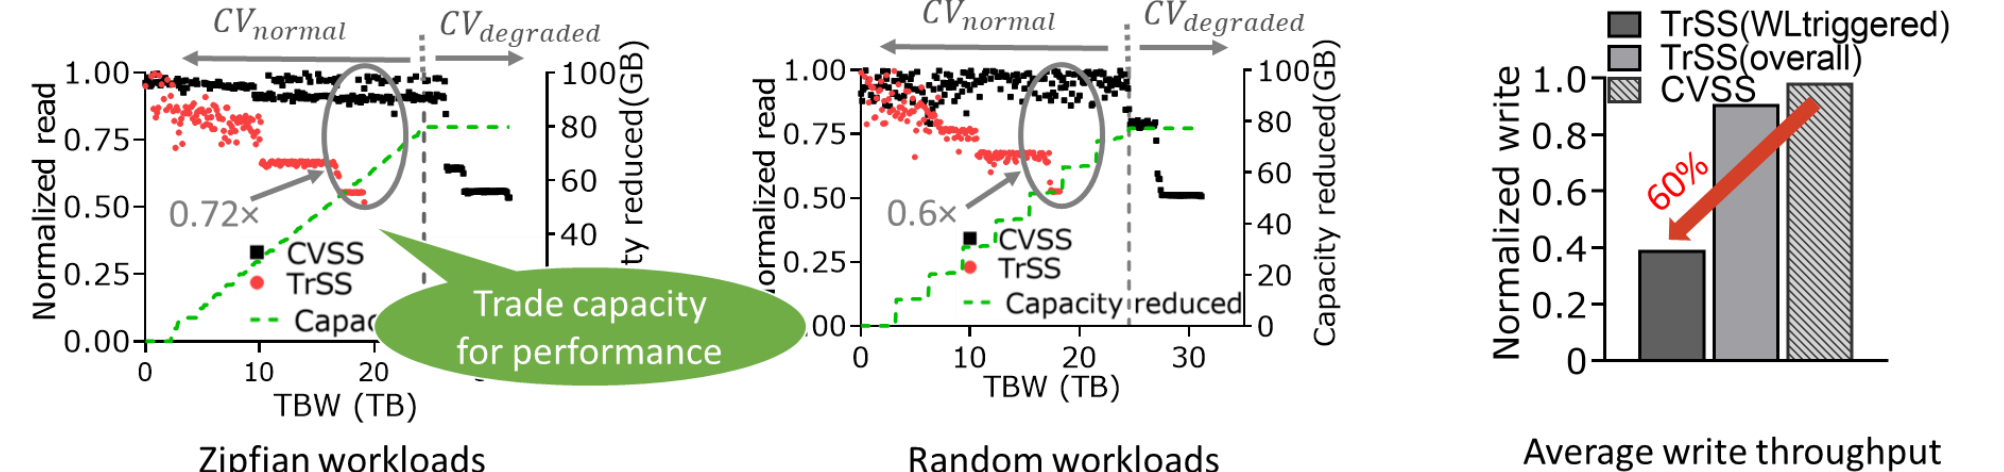 CVnormal
CVdegraded
Normalized read
1.00
0.75
0.50
0.25
0.00
0
10
20
TBW (TB)
100
80
60
40
ty reduced(GB)
0.72×
CVSS
TrSS
Capac
Trade capacity
for performance
Zipfian workloads
CVnormal
CVdegraded
ormalized read
1.00
0.75
0.50
0.25
00
0
10
20
30
TBW (TB)
100
80
60
40
20
0
Capacity reduced(GB)
0.6×
CVSS
TrSS
Capacity reduced
Random workloads
TrSS(WLtriggered)
TrSS(overall)
CVSS
Normalized write
1.0
0.8
0.6
0.4
0.2
0
60%
Average write throughput